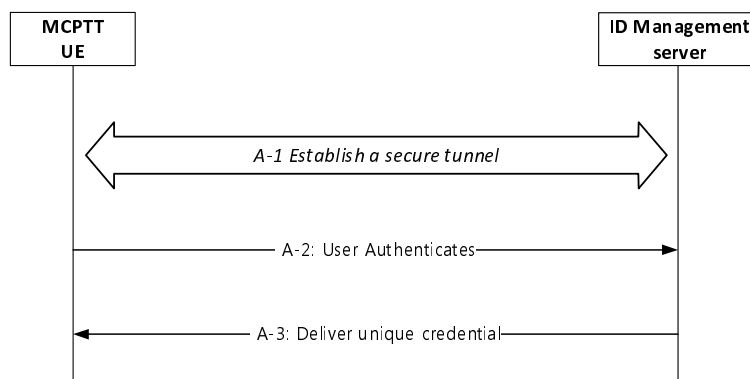 MCPTT
UE
ID Management
server
A-1 Establish a secure tunnel
A-2: User Authenticates
A-3: Deliver unique credential